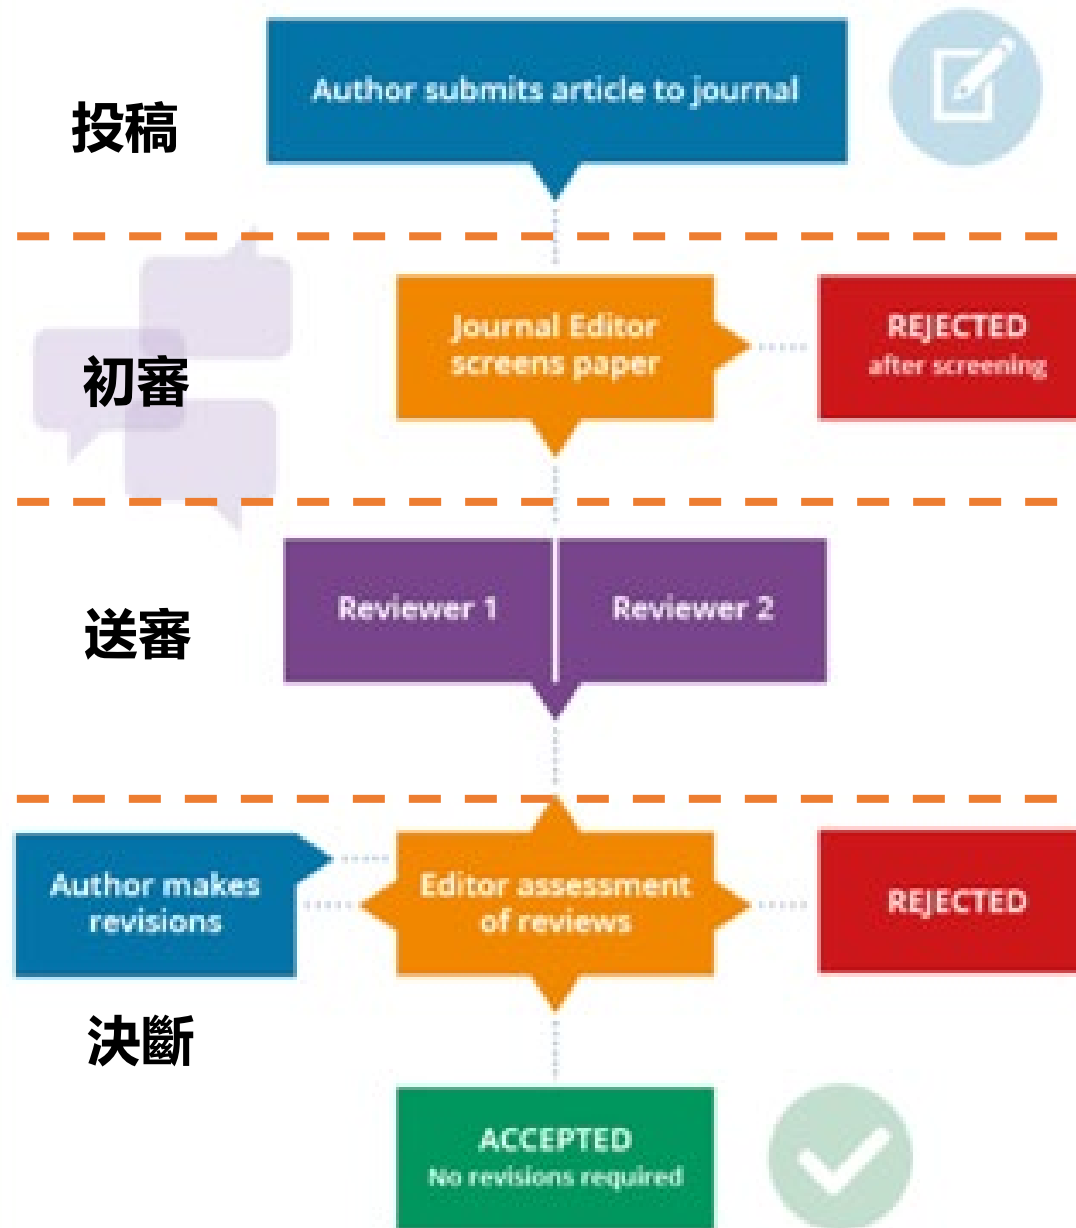 Author submits article to journal
投稿
Journal Editor
screens paper
REJECTED
after screening
初審
Reviewer 1
Reviewer 2
送審
Author makes
revisions
Editor assessment
of reviews
REJECTED
決斷
ACCEPTED
No revisions required